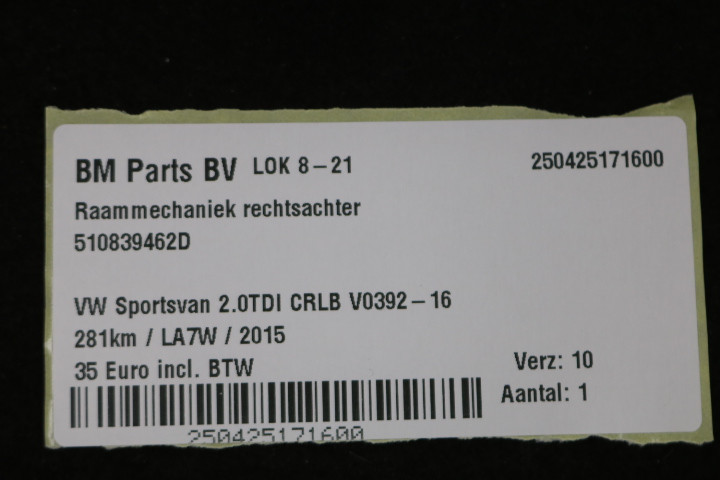 BM Parts BV LOK 8-21 250425171600
Raammechaniek rechtsachter
510839462D
VW Sportsvan 2.0TDI CRLB V0392-16
281km / LA7W / 2015
35 Euro incl. BTW Verz: 10
Aantal: 1
250425171600